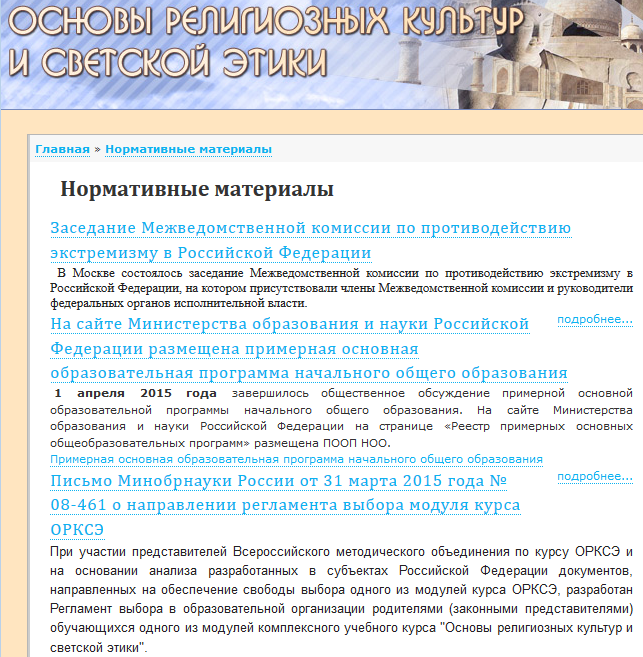 ОСНОВЫ РЕЛИГИОЗНЫХ КУЛЬТУР
И СВЕТСКОЙ ЭТИКИ
Главная » Нормативные материалы
Нормативные материалы
Заседание Межведомственной комиссии по противодействию
экстремизму в Российской Федерации
В Москве состоялось заседание Межведомственной комиссии по противодействию экстремизму в
Российской Федерации, на котором присутствовали члены Межведомственной комиссии и руководители
федеральных органов исполнительной власти.
подробнее...
На сайте Министерства образования и науки Российской
Федерации размещена примерная основная
образовательная программа начального общего образования
1 апреля 2015 года завершилось общественное обсуждение примерной основной
образовательной программы начального общего образования. На сайте Министерства
образования и науки Российской Федерации на странице «Реестр примерных основных
общеобразовательных программ» размещена ПООП НОО.
Примерная основная образовательная программа начального общего образования
подробнее...
Письмо Минобрнауки России от 31 марта 2015 года №
08-461 о направлении регламента выбора модуля курса
ОРКСЭ
При участии представителей Всероссийского методического объединения по курсу ОРКСЭ и
на основании анализа разработанных в субъектах Российской Федерации документов,
направленных на обеспечение свободы выбора одного из модулей курса ОРКСЭ, разработан
Регламент выбора в образовательной организации родителями (законными представителями)
обучающихся одного из модулей комплексного учебного курса "Основы религиозных культур и
светской этики".